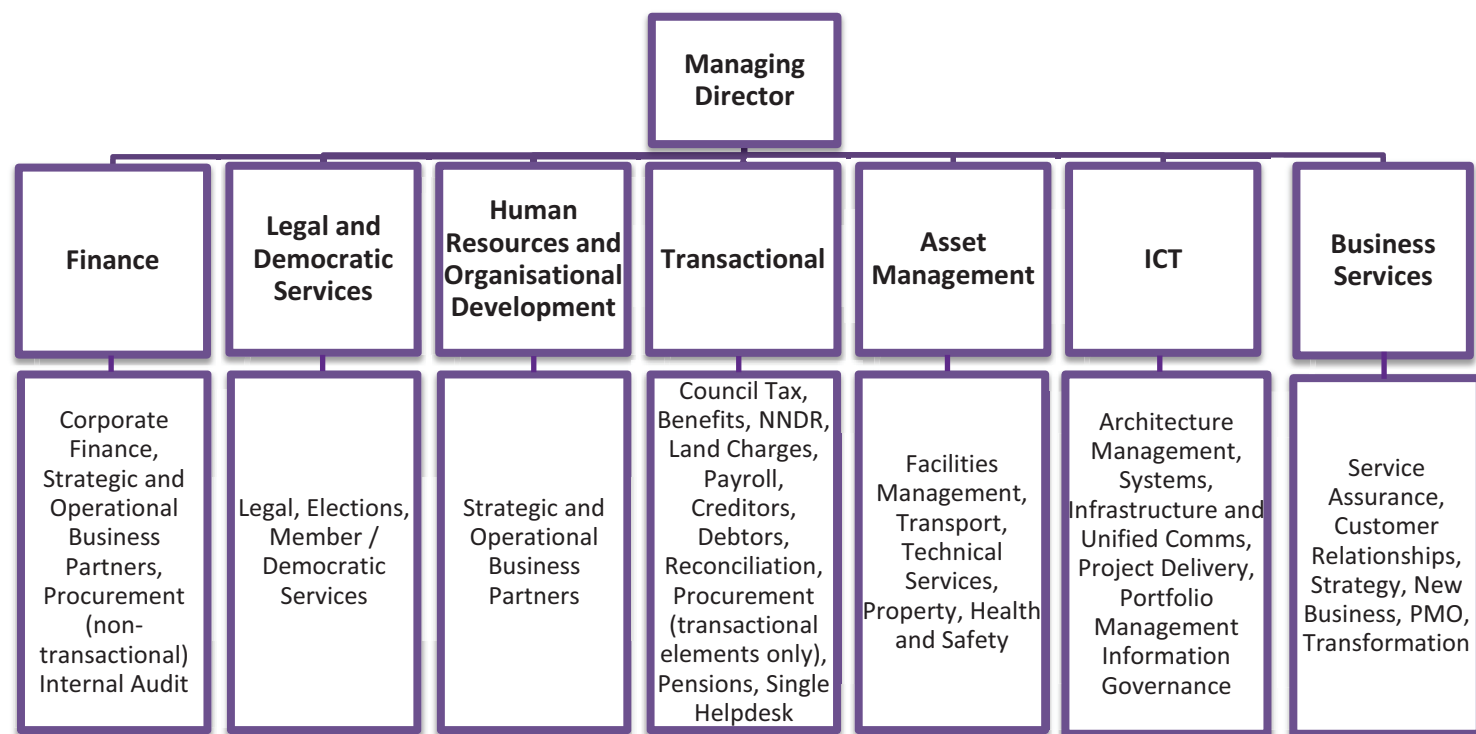 Managing
Director
Finance
Legal and
Democratic
Services
Human
Resources and
Organisational
Development
Transactional
Asset
Management
ICT
Business
Services
Corporate
Finance,
Strategic and
Operational
Business
Partners,
Procurement
(non-
transactional)
Internal Audit
Legal, Elections,
Member /
Democratic
Services
Strategic and
Operational
Business
Partners
Council Tax,
Benefits, NNDR,
Land Charges,
Payroll,
Creditors,
Debtors,
Reconciliation,
Procurement
(transactional
elements only),
Pensions, Single
Helpdesk
Facilities
Management,
Transport,
Technical
Services,
Property, Health
and Safety
Architecture
Management,
Systems,
Infrastructure and
Unified Comms,
Project Delivery,
Portfolio
Management
Information
Governance
Service
Assurance,
Customer
Relationships,
Strategy, New
Business, PMO,
Transformation